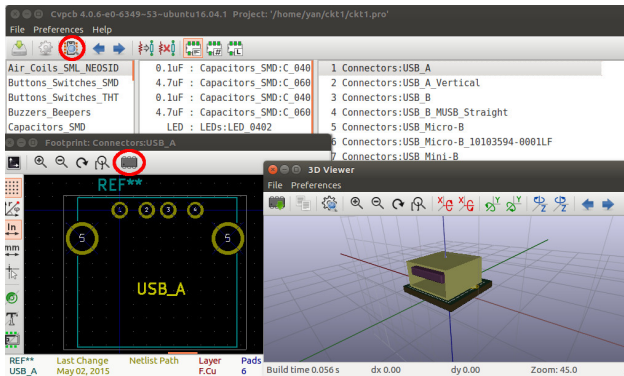 Cvpcb 4.0.6-e0-6349~53~ubuntu16.04.1 Project: '/home/yan/ckt1/ckt1.pro'
File Preferences Help
Air_Coils_SML_NEOSID
Buttons_Switches_SMD
Buttons_Switches_THT
Buzzers_Beepers
Capacitors_SMD
0.1uF : Capacitors_SMD:C_040
4.7uF : Capacitors_SMD:C_060
0.1uF : Capacitors_SMD:C_040
4.7uF : Capacitors_SMD:C_060
LED : LEDs:LED_0402
1 Connectors:USB_A
2 Connectors:USB_A_Vertical
3 Connectors:USB_B
4 Connectors:USB_B_MUSB_Straight
5 Connectors:USB_Micro-B
6 Connectors:USB_Micro-B_10103594-0001LF
7 Connectors:USB_Mini-B
Footprint: Connectors:USB_A
In
mm
REF**
1 2 3 4
5 5
USB_A
REF** Last Change Netlist Path Layer Pads
USB_A May 02, 2015 F.Cu 6
3D Viewer
File Preferences
X X Y Y Z Z
Build time 0.056 s dx 0.00 dy 0.00 Zoom: 45.0